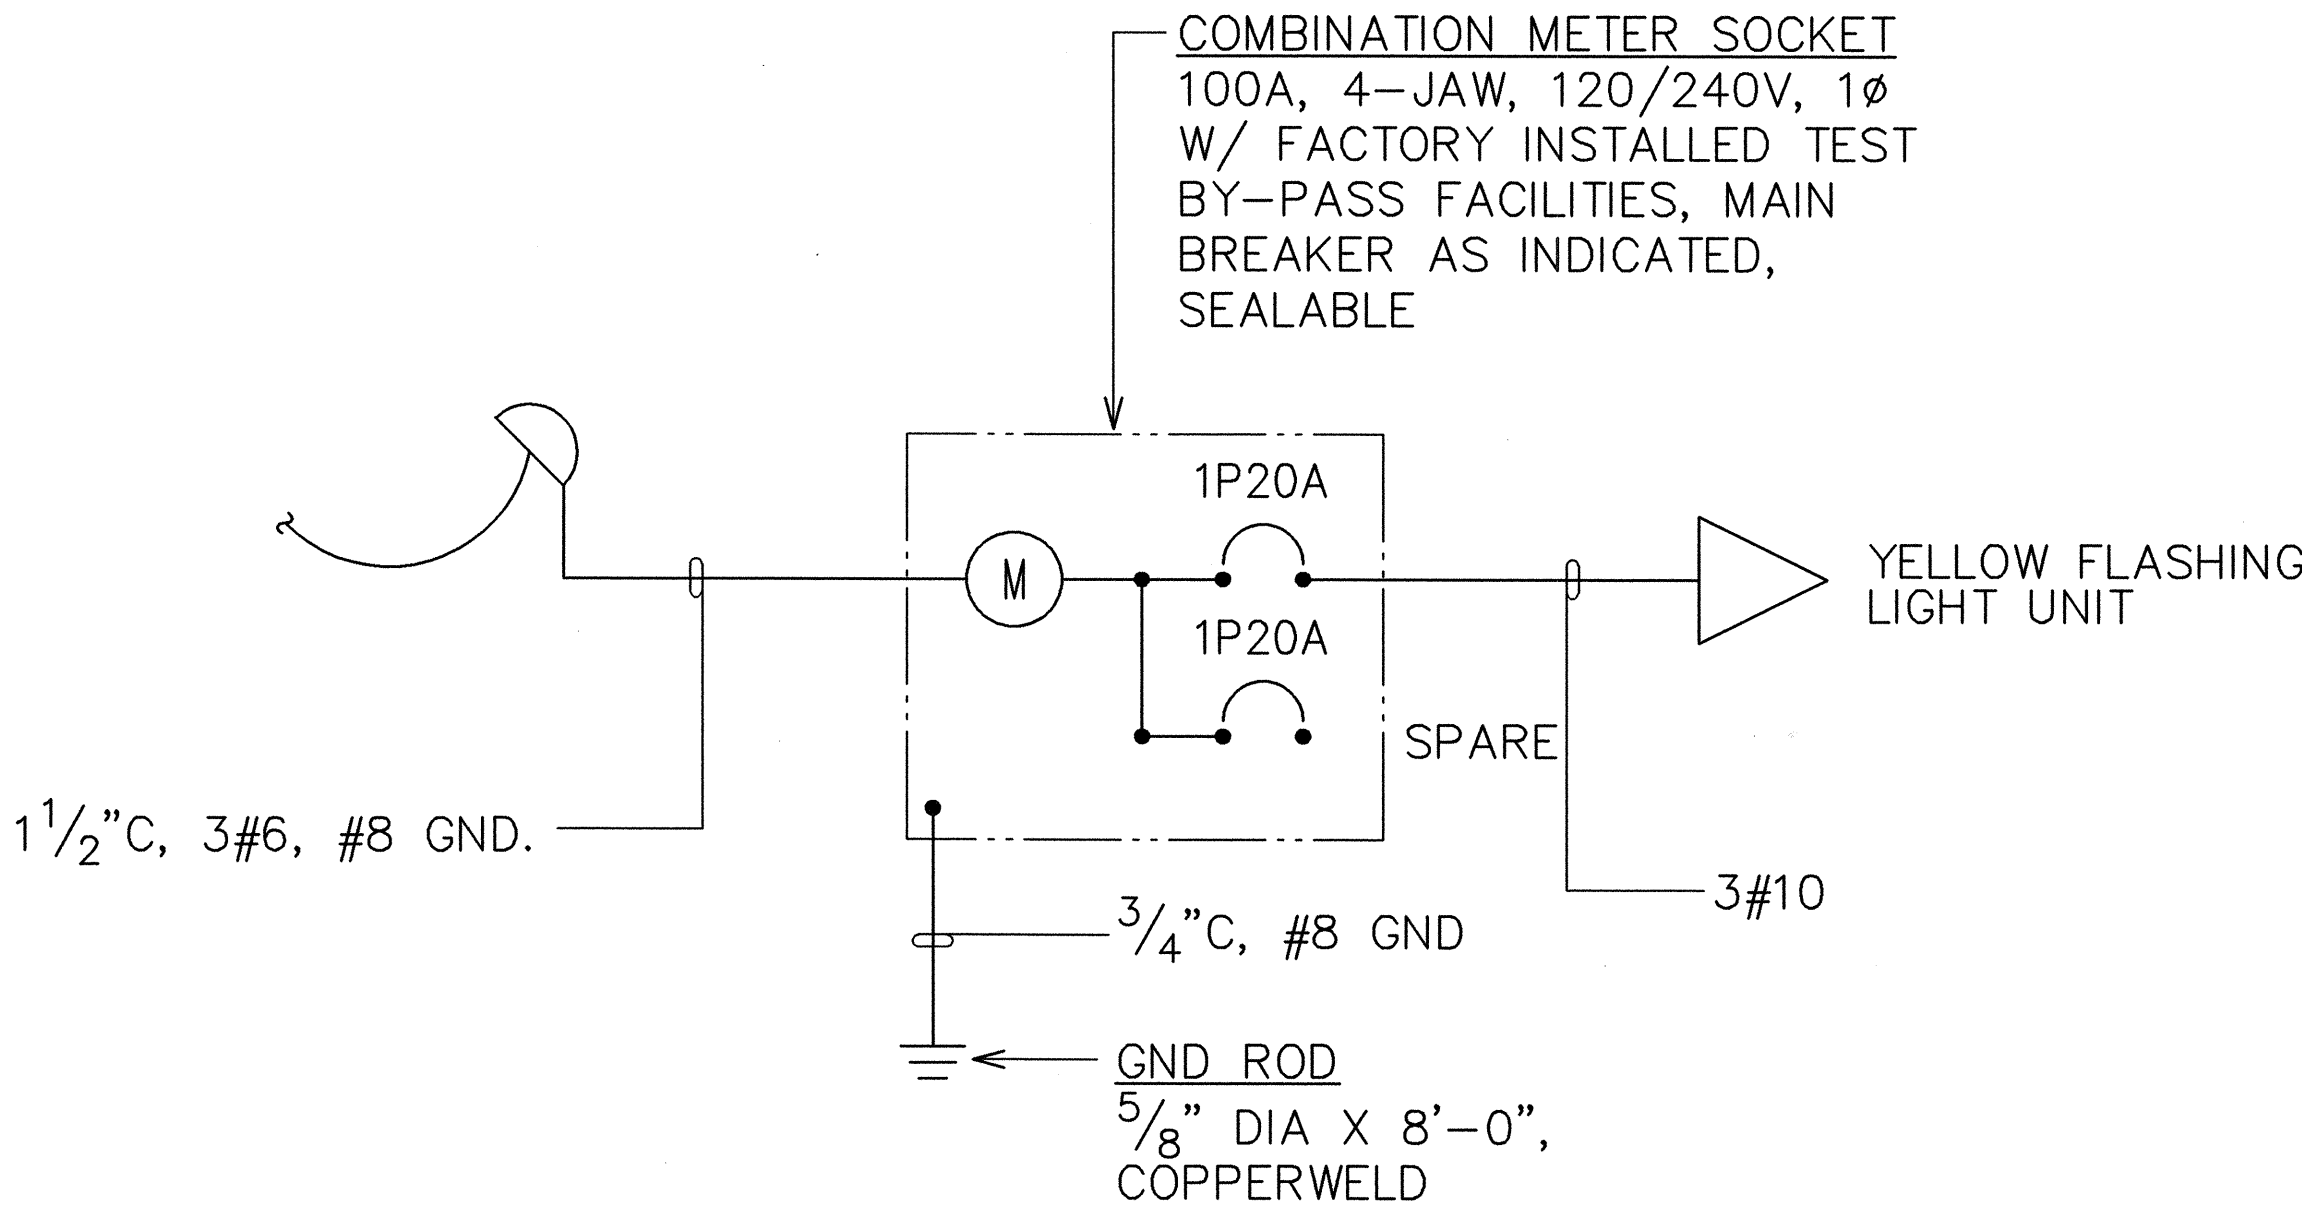 COMBINATION METER SOCKET
100A, 4-JAW, 120/240V, 1ø
W/ FACTORY INSTALLED TEST
BY-PASS FACILITIES, MAIN
BREAKER AS INDICATED,
SEALABLE
1P20A
M
YELLOW FLASHING
LIGHT UNIT
1P20A
SPARE
1 1/2"C, 3#6, #8 GND.
3#10
3/4"C, #8 GND
GND ROD
5/8" DIA X 8'-0",
COPPERWELD